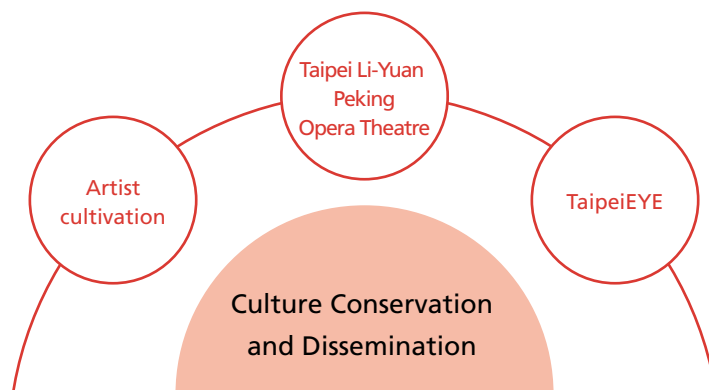 Taipei Li-Yuan
Peking
Opera Theatre
Artist
cultivation
TaipeiEYE
Culture Conservation
and Dissemination